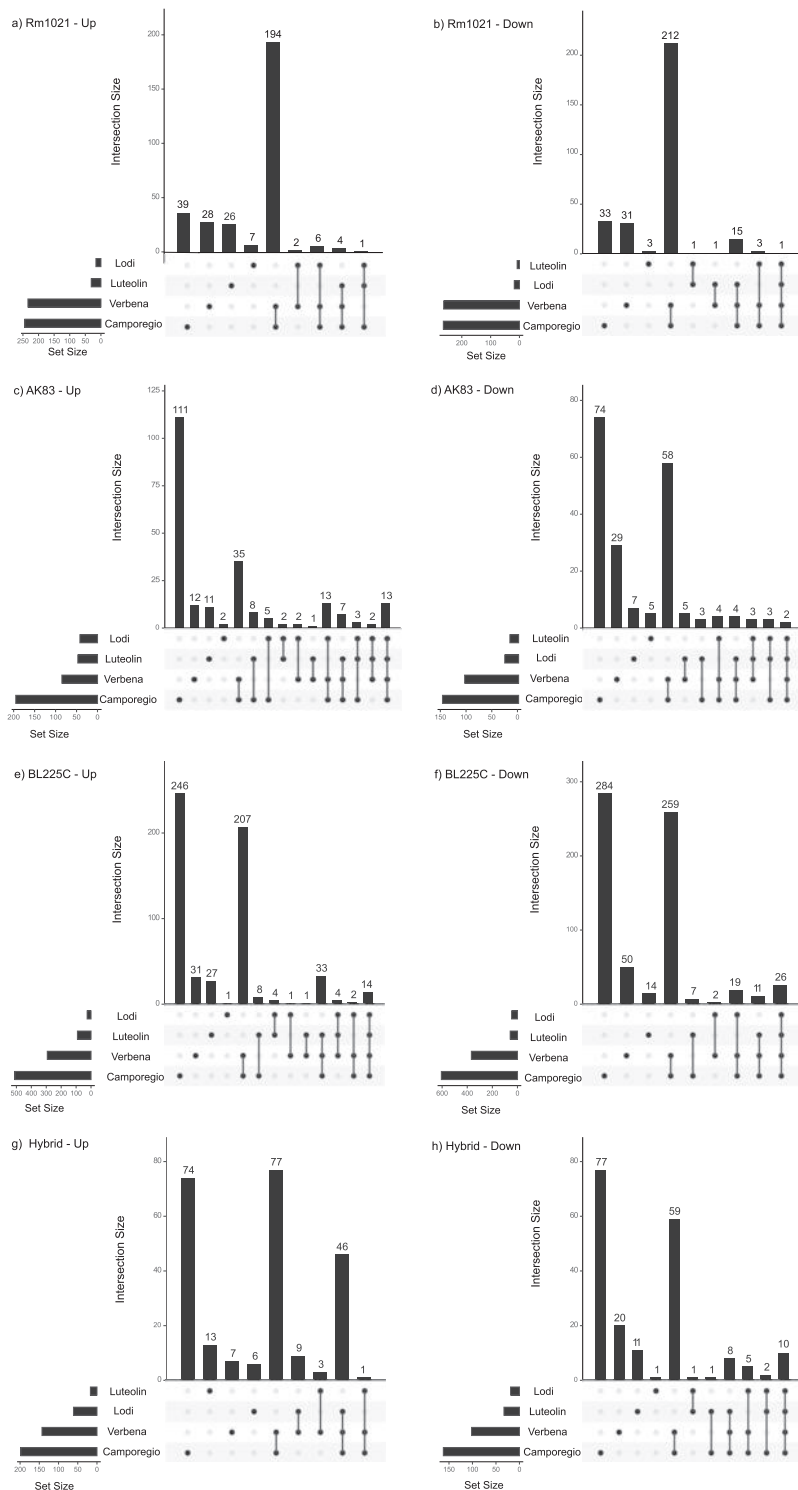 a) Rm1021 - Up
Intersection Size
200
150
100
50
0
39 28 26 7 194 2 6 4 1
Lodi
Luteolin
Verbena
Camporegio
250 200 150 100 50 0
Set Size
b) Rm1021 - Down
Intersection Size
200
150
100
50
0
33 31 3 212 1 1 15 3 1
Luteolin
Lodi
Verbena
Camporegio
200 100 0
Set Size
c) AK83 - Up
Intersection Size
125
100
75
50
25
0
111 12 11 2 35 8 5 2 2 1 13 7 3 2 13
Lodi
Luteolin
Verbena
Camporegio
200 150 100 50 0
Set Size
d) AK83 - Down
Intersection Size
80
60
40
20
0
74 29 7 5 58 5 3 4 4 3 3 2
Luteolin
Lodi
Verbena
Camporegio
150 100 50 0
Set Size
e) BL225C - Up
Intersection Size
200
100
0
246 31 27 1 207 8 4 1 1 33 4 2 14
Lodi
Luteolin
Verbena
Camporegio
500 400 300 200 100 0
Set Size
f) BL225C - Down
Intersection Size
300
200
100
0
284 50 14 259 7 2 19 11 26
Lodi
Luteolin
Verbena
Camporegio
600 400 200 0
Set Size
g) Hybrid - Up
Intersection Size
80
60
40
20
0
74 13 7 6 77 9 3 46 1
Luteolin
Lodi
Verbena
Camporegio
200 150 100 50 0
Set Size
h) Hybrid - Down
Intersection Size
80
60
40
20
0
77 20 11 1 59 1 1 8 5 2 10
Lodi
Luteolin
Verbena
Camporegio
150 100 50 0
Set Size